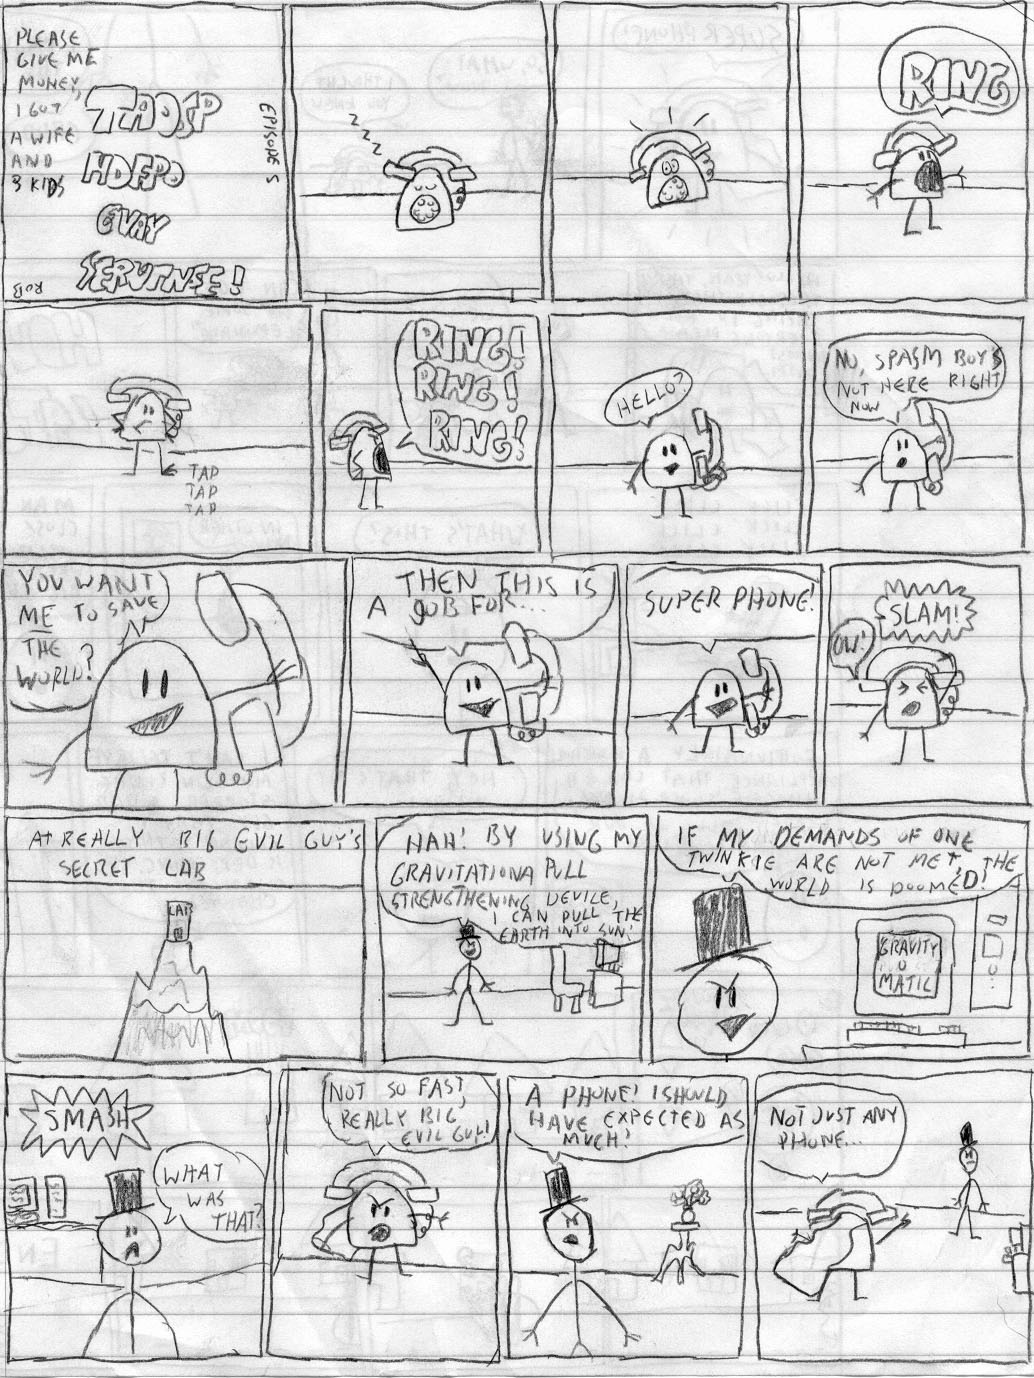 PLEASE
GIVE ME
MONEY,
I GOT
A WIFE
AND
3 KIDS
EPISODE 5
ROB
Z Z Z Z
RING
TAP
TAP
TAP
RING!
RING!
RING!
HELLO?
NO, SPASM BOY'S
NOT HERE RIGHT
NOW
YOU WANT
ME TO SAVE
THE
WORLD?
THEN THIS IS
A JOB FOR...
SUPER PHONE!
SLAM!
OW!
AT REALLY BIG EVIL GUY'S
SECRET LAB
LAB
HAH! BY USING MY
GRAVITATIONA PULL
STRENGTHENING DEVICE,
I CAN PULL THE
EARTH INTO SUN!
IF MY DEMANDS OF ONE
TWINKIE ARE NOT MET, THE
WORLD IS DOOMED!
GRAVITY
O
MATIC
SMASH
WHAT
WAS
THAT?
NOT SO FAST,
REALLY BIG
EVIL GUY!
A PHONE! I SHOULD
HAVE EXPECTED AS
MUCH!
NOT JUST ANY
PHONE...